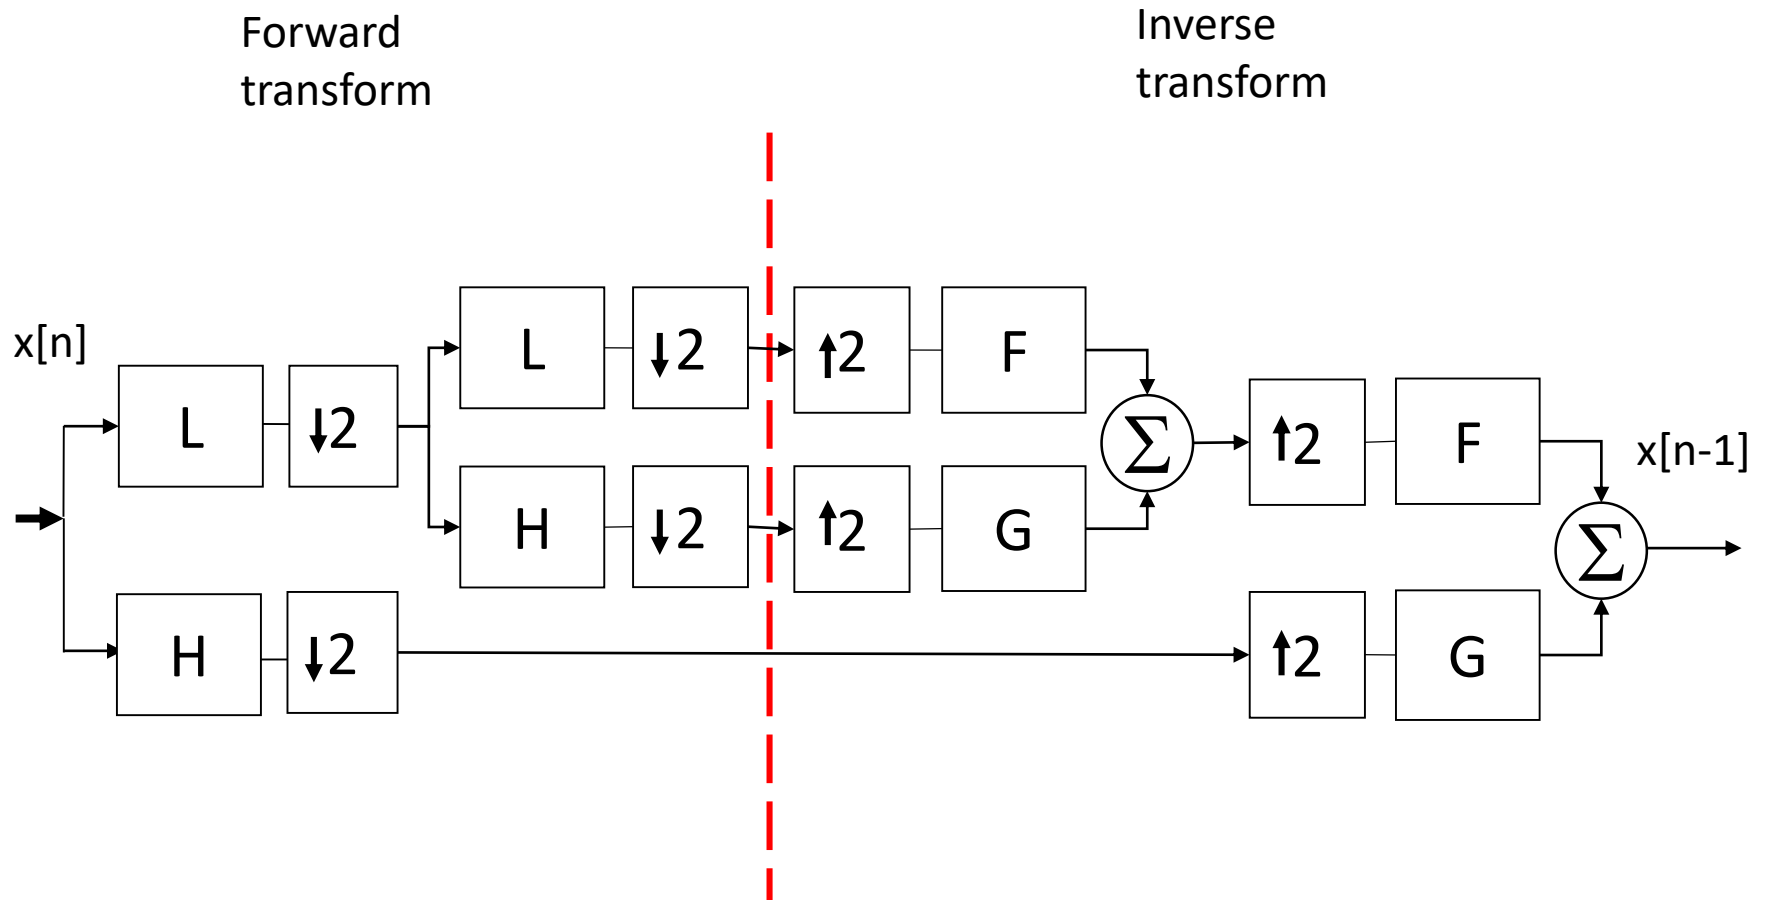 Forward
transform
Inverse
transform
x[n]
L
↓2
L
↓2
↑2
F
H
↓2
↑2
G
Σ
↑2
F
x[n-1]
Σ
H
↓2
↑2
G